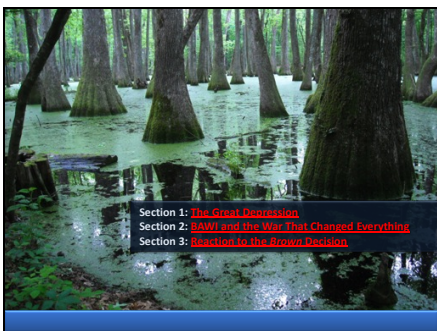 Section 1: The Great Depression
Section 2: BAWI and the War That Changed Everything
Section 3: Reaction to the Brown Decision